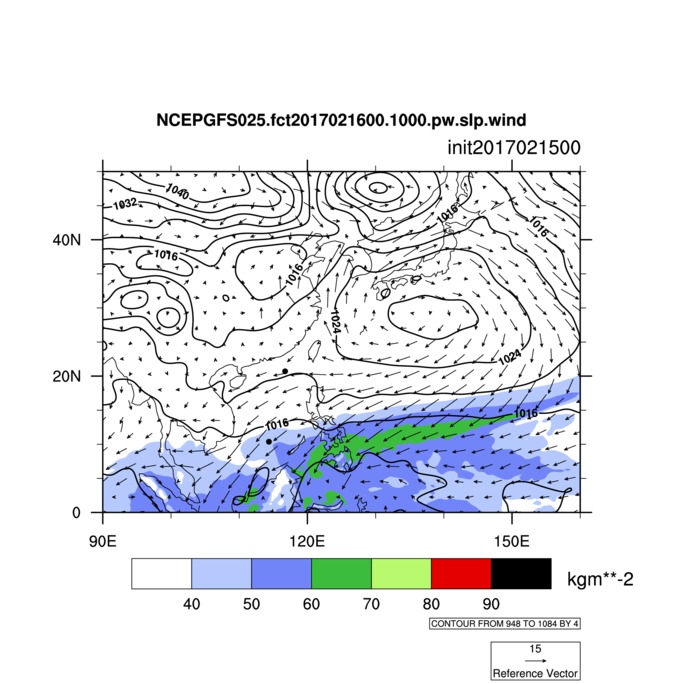 NCEPGFS025.fct2017021600.1000.pw.slp.wind
init2017021500
1040
1032
1016
1016
40N
1016
1016
1024
1024
20N
1016
1016
0
90E 120E 150E
kgm**-2
40 50 60 70 80 90
CONTOUR FROM 948 TO 1084 BY 4
15
Reference Vector